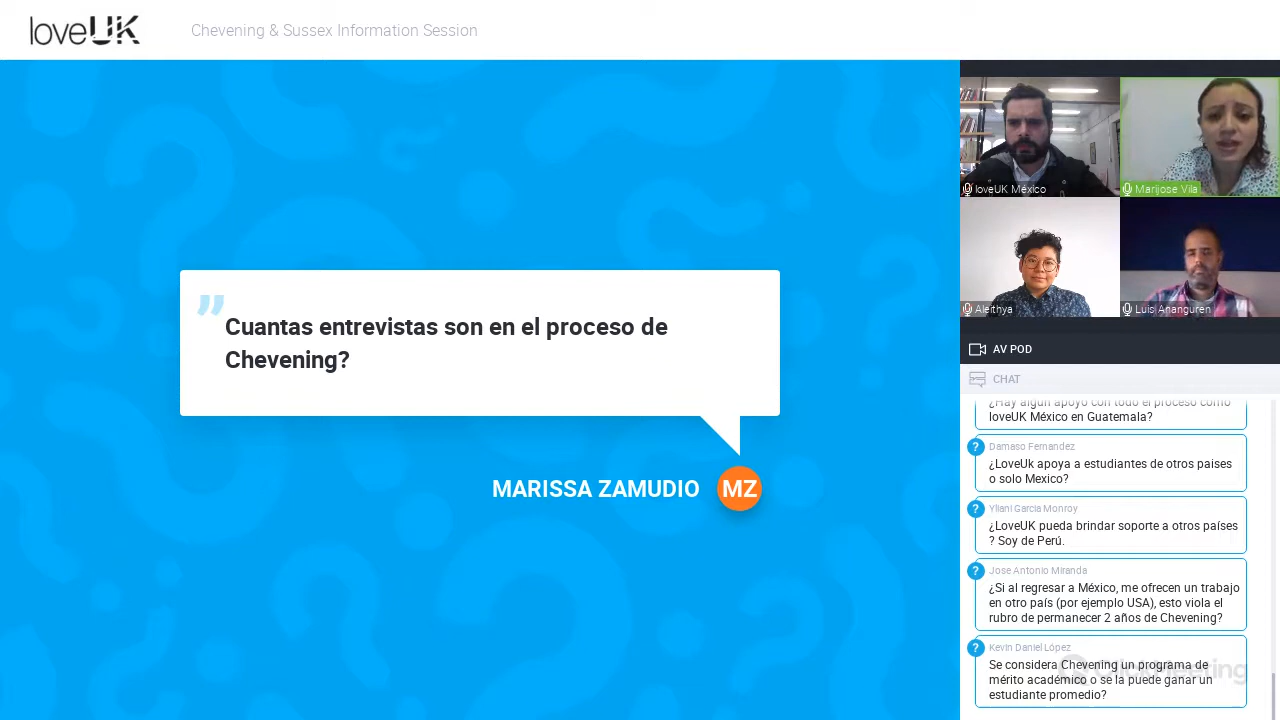 loveUK
Chevening & Sussex Information Session
Cuantas entrevistas son en el proceso de
Chevening?
MARISSA ZAMUDIO
MZ
loveUK México
Marijose Vila
Aleithya
Luis Ananguren
AV POD
CHAT
¿Hay algún apoyo con todo el proceso como
loveUK México en Guatemala?
?
Damaso Fernandez
¿LoveUk apoya a estudiantes de otros paises
o solo Mexico?
?
Yliani Garcia Monroy
¿LoveUK pueda brindar soporte a otros países
? Soy de Perú.
?
Jose Antonio Miranda
¿Si al regresar a México, me ofrecen un trabajo
en otro país (por ejemplo USA), esto viola el
rubro de permanecer 2 años de Chevening?
?
Kevin Daniel López
Se considera Chevening un programa de
mérito académico o se la puede ganar un
estudiante promedio?
ClickMeeting